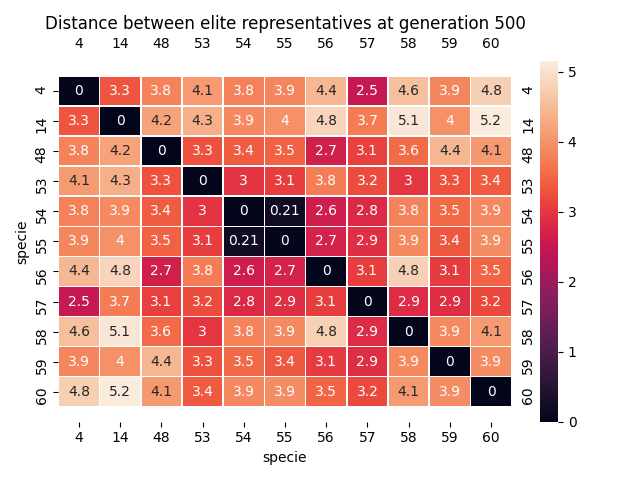 Distance between elite representatives at generation 500
4 14 48 53 54 55 56 57 58 59 60
4 0 3.3 3.8 4.1 3.8 3.9 4.4 2.5 4.6 3.9 4.8 4 5
14 3.3 0 4.2 4.3 3.9 4 4.8 3.7 5.1 4 5.2 14
48 3.8 4.2 0 3.3 3.4 3.5 2.7 3.1 3.6 4.4 4.1 48 4
53 4.1 4.3 3.3 0 3 3.1 3.8 3.2 3 3.3 3.4 53
54 3.8 3.9 3.4 3 0 0.21 2.6 2.8 3.8 3.5 3.9 54 3
specie
55 3.9 4 3.5 3.1 0.21 0 2.7 2.9 3.9 3.4 3.9 55
56 4.4 4.8 2.7 3.8 2.6 2.7 0 3.1 4.8 3.1 3.5 56 2
57 2.5 3.7 3.1 3.2 2.8 2.9 3.1 0 2.9 2.9 3.2 57
58 4.6 5.1 3.6 3 3.8 3.9 4.8 2.9 0 3.9 4.1 58
59 3.9 4 4.4 3.3 3.5 3.4 3.1 2.9 3.9 0 3.9 59 1
60 4.8 5.2 4.1 3.4 3.9 3.9 3.5 3.2 4.1 3.9 0 60
0
4 14 48 53 54 55 56 57 58 59 60
specie